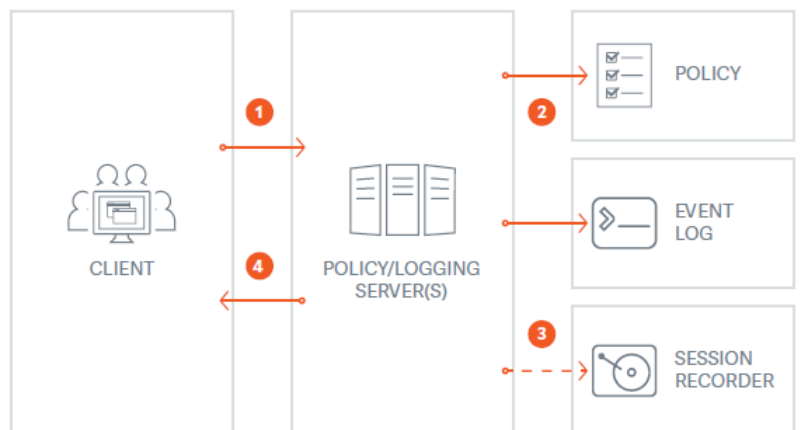 1
2
3
4
CLIENT
POLICY/LOGGING
SERVER(S)
POLICY
EVENT
LOG
SESSION
RECORDER